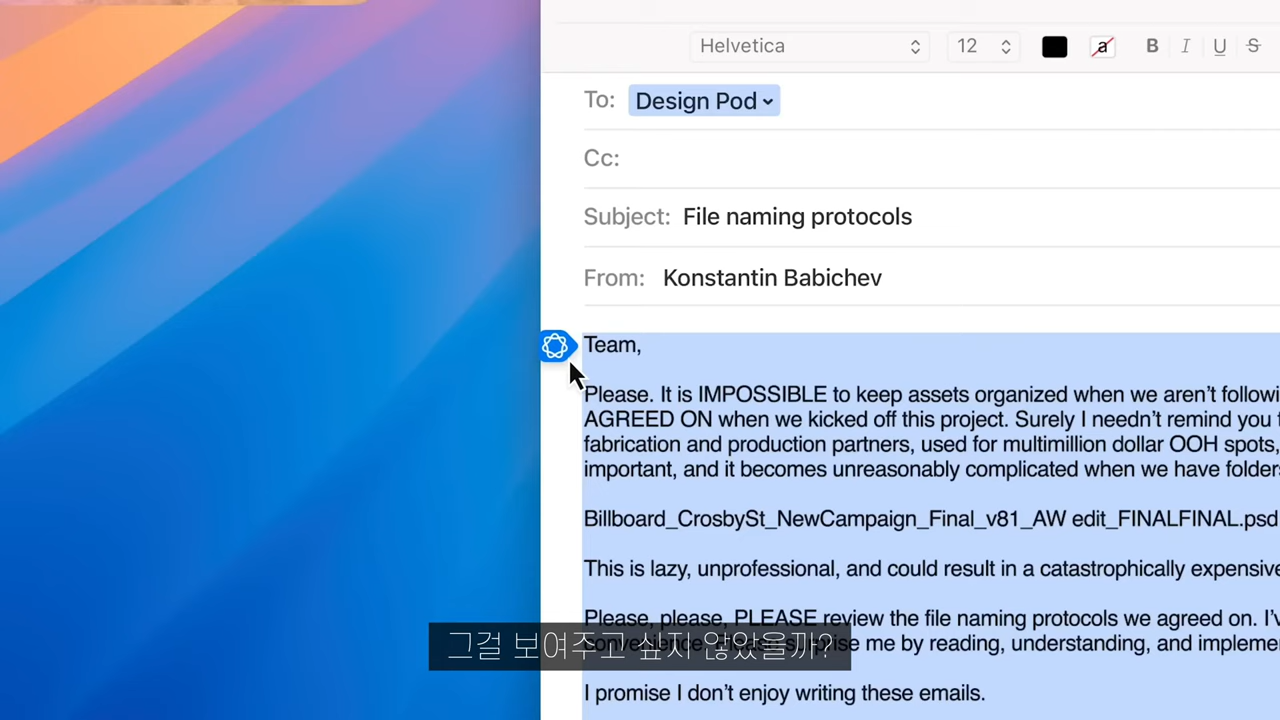 Helvetica 12 a B I U S
To: Design Pod
Cc:
Subject: File naming protocols
From: Konstantin Babichev
Team,
Please. It is IMPOSSIBLE to keep assets organized when we aren't
AGREED ON when we kicked off this project. Surely I needn't remind you
fabrication and production partners, used for multimillion dollar OOH spots,
important, and it becomes unreasonably complicated when we have
Billboard_CrosbySt_NewCampaign_Final_v81_AW edit_FINALFINAL.psd
This is lazy, unprofessional, and could result in a catastrophically
Please, please, PLEASE review the file naming protocols we agreed on.
me by reading, understanding, and
그걸 보여주고 싶지 않았을까?
I promise I don't enjoy writing these emails.